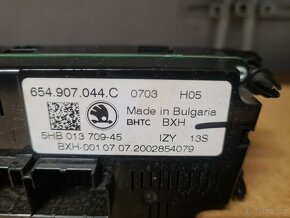 654.907.044.C 0703 H05
Made in Bulgaria
BHTC BXH
5HB 013 709-45 IZY 13S
BXH-001 07.07.2002854079